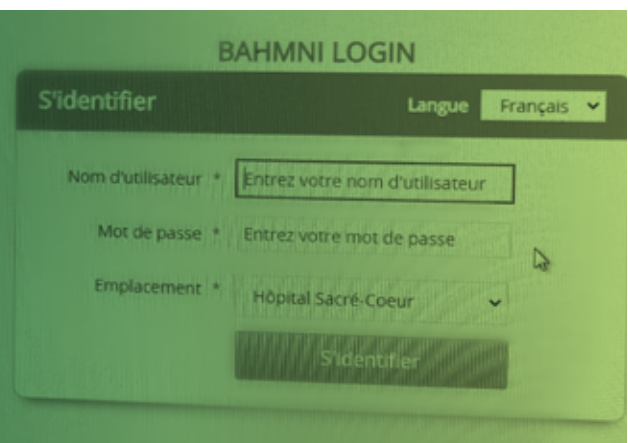 BAHMNI LOGIN
S'identifier Langue Français
Nom d'utilisateur * Entrez votre nom d'utilisateur
Mot de passe * Entrez votre mot de passe
Emplacement * Hôpital Sacré-Coeur
S'identifier